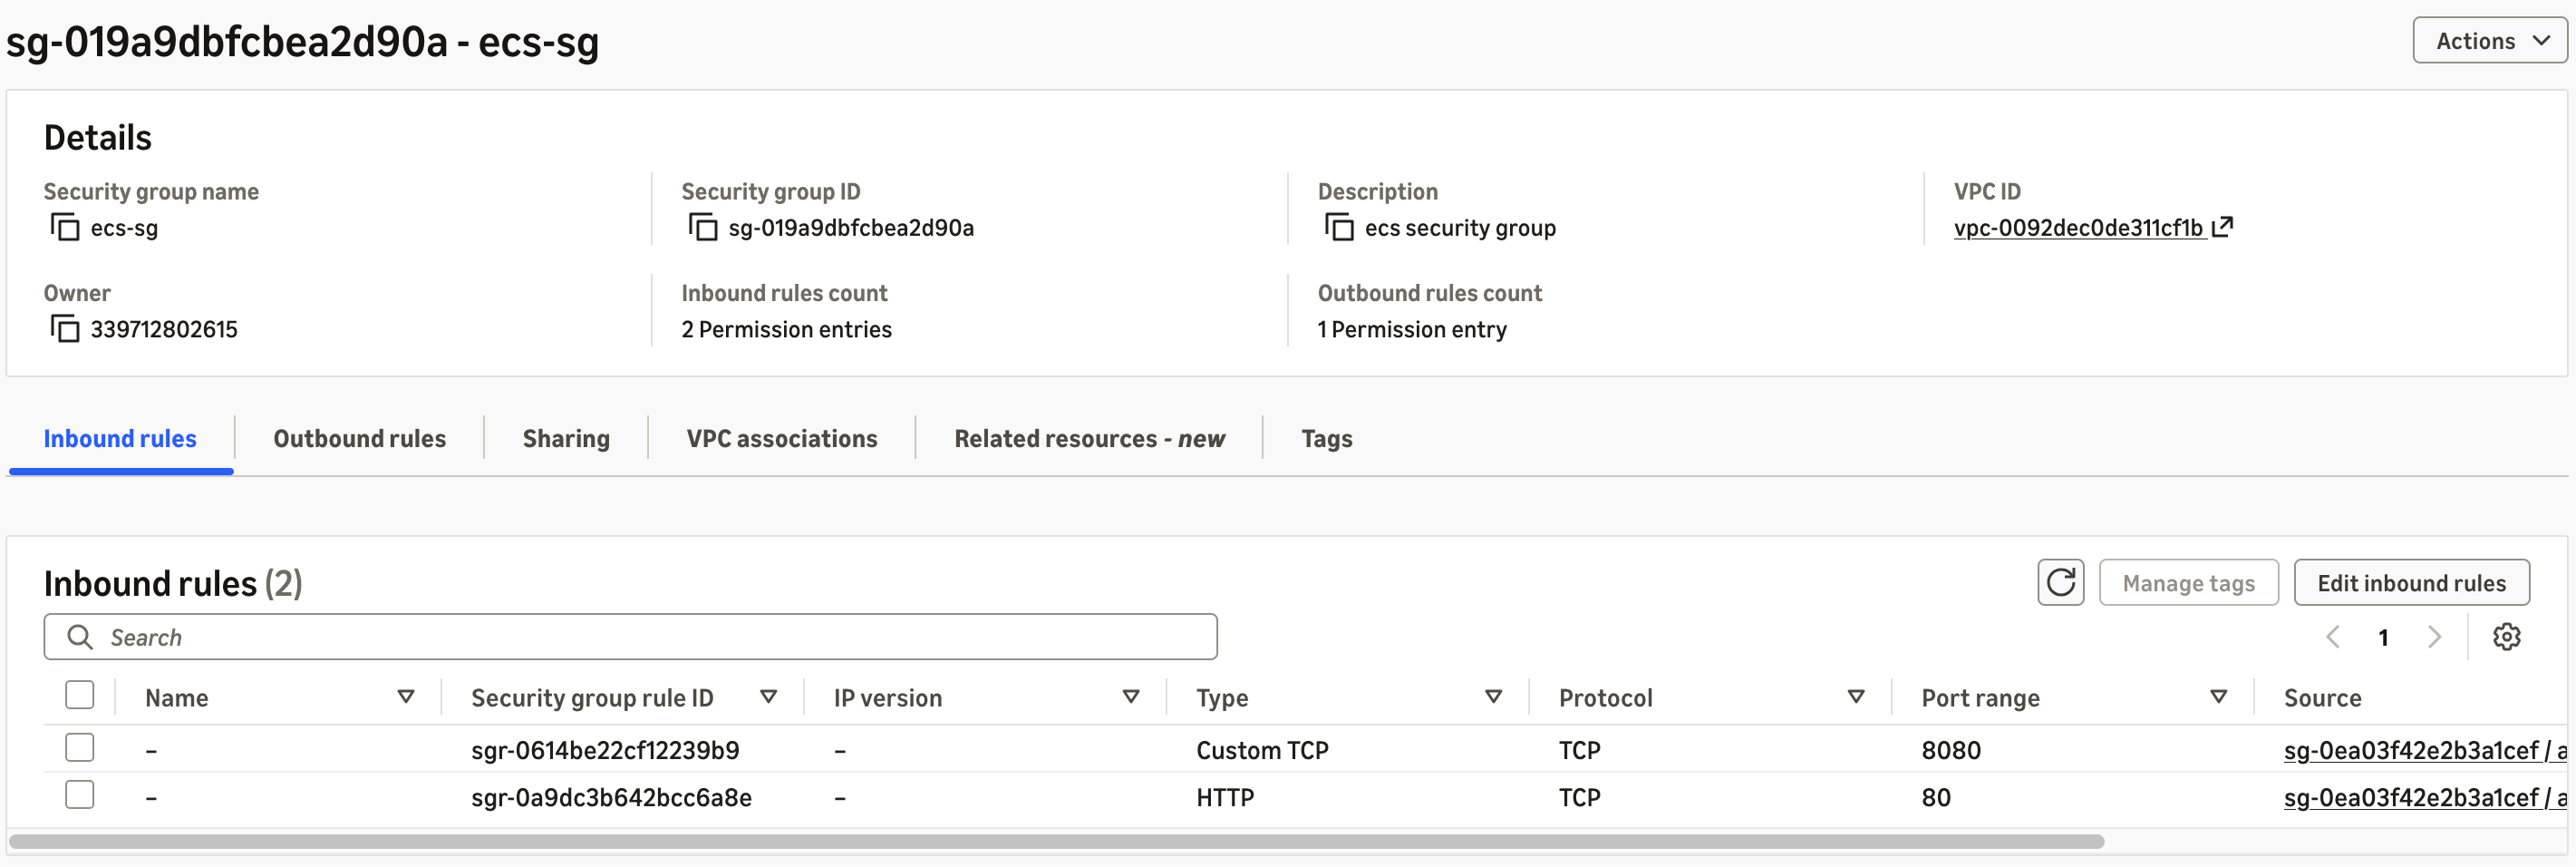 sg-019a9dbfcbea2d90a - ecs-sg
Actions
Details
Security group name
ecs-sg
Security group ID
sg-019a9dbfcbea2d90a
Description
ecs security group
VPC ID
vpc-0092dec0de311cf1b
Owner
339712802615
Inbound rules count
2 Permission entries
Outbound rules count
1 Permission entry
Inbound rules
Outbound rules
Sharing
VPC associations
Related resources - new
Tags
Inbound rules (2)
Manage tags
Edit inbound rules
Search
1
Name Security group rule ID IP version Type Protocol Port range Source
– sgr-0614be22cf12239b9 – Custom TCP TCP 8080 sg-0ea03f42e2b3a1cef / a
– sgr-0a9dc3b642bcc6a8e – HTTP TCP 80 sg-0ea03f42e2b3a1cef / a